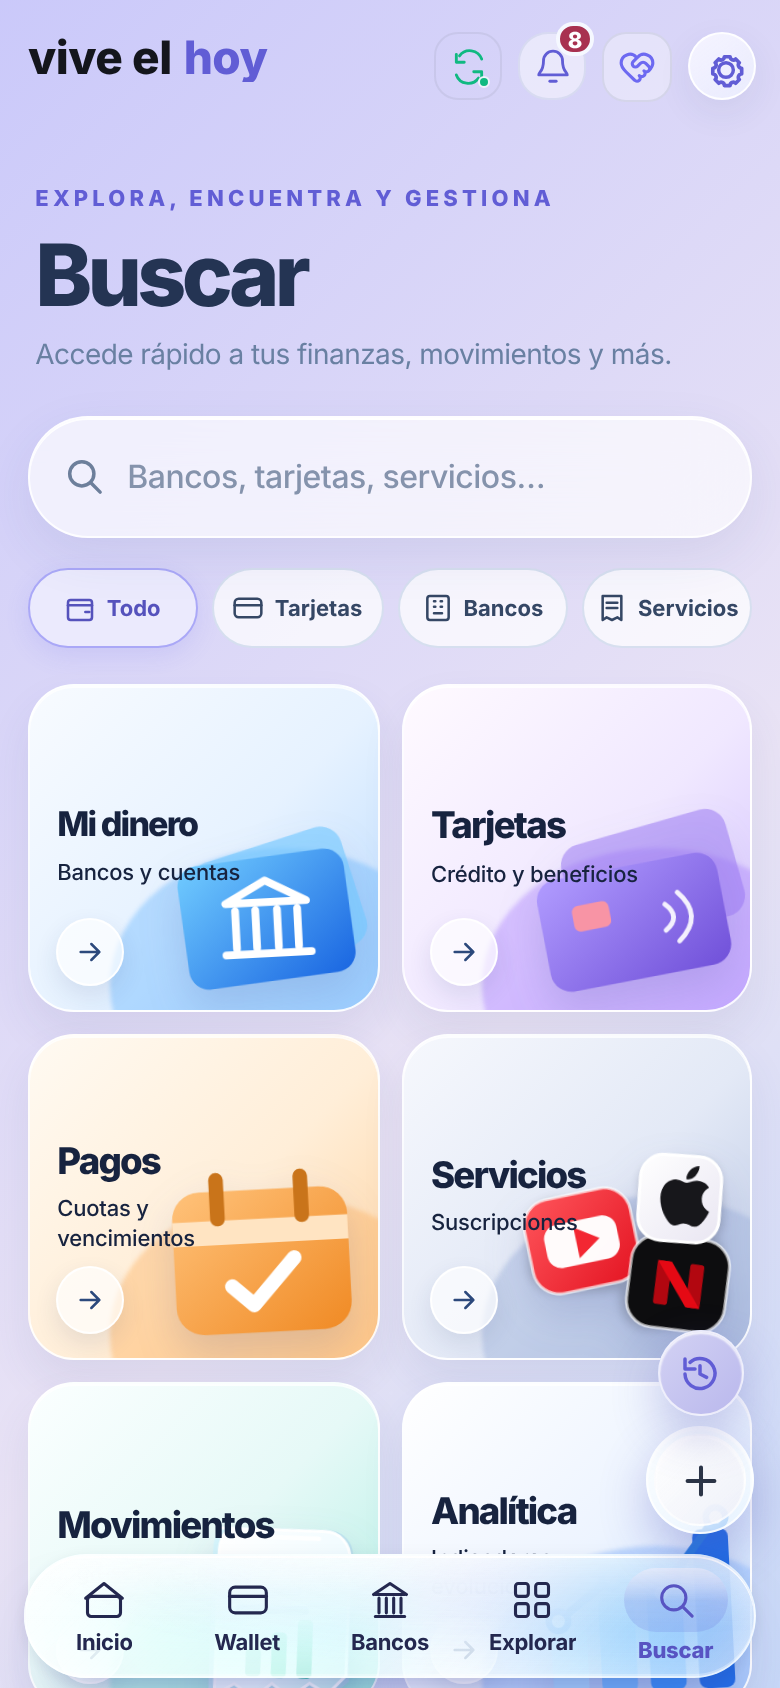 vive el hoy
8
EXPLORA, ENCUENTRA Y GESTIONA
Buscar
Accede rápido a tus finanzas, movimientos y más.
Bancos, tarjetas, servicios...
Todo
Tarjetas
Bancos
Servicios
Mi dinero
Bancos y cuentas
Tarjetas
Crédito y beneficios
Pagos
Cuotas y
vencimientos
Servicios
Suscripciones
N
Movimientos
Analítica
Inicio
Wallet
Bancos
Explorar
Buscar